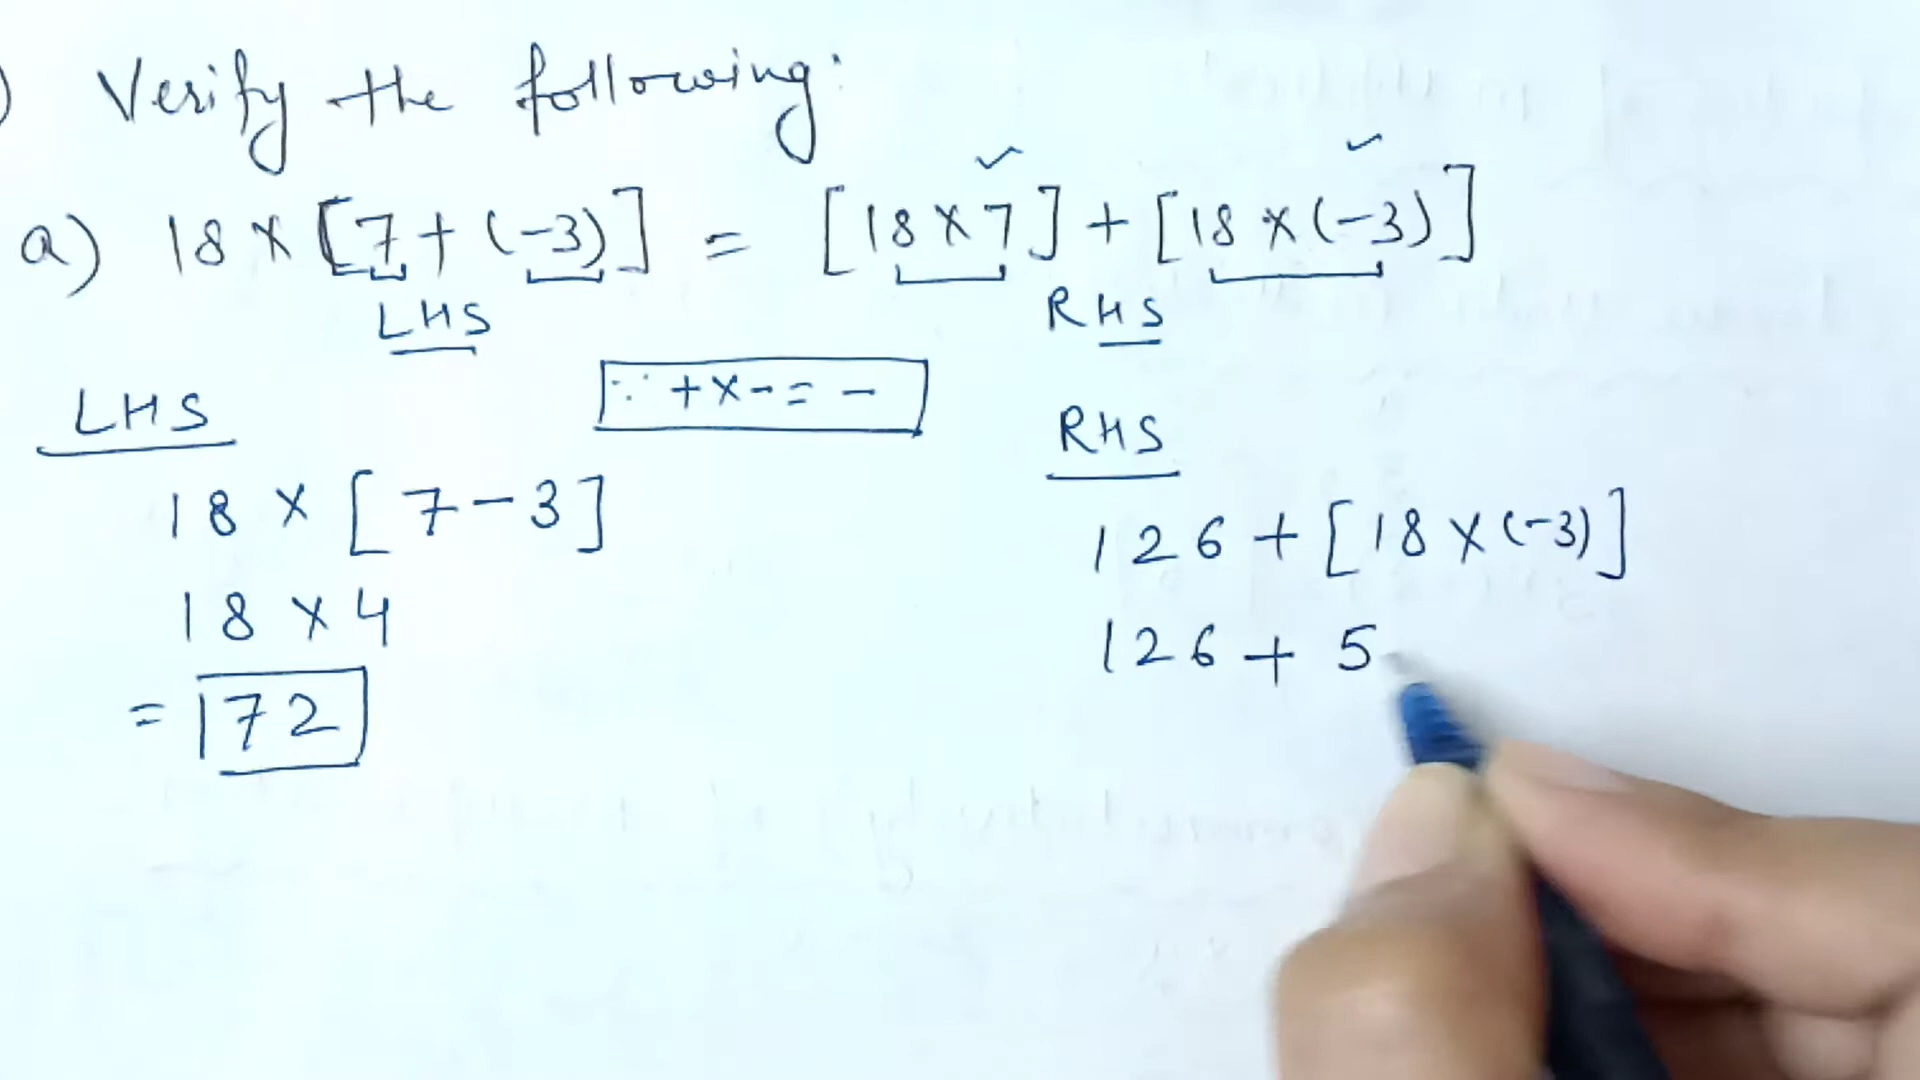 ) Verify the following:
a) 18 × [7 + (-3)] = [18 × 7] + [18 × (-3)]
LHS RHS
∵ + × - = -
LHS
18 × [7 - 3]
18 × 4
= 172
RHS
126 + [18 × (-3)]
126 + 5